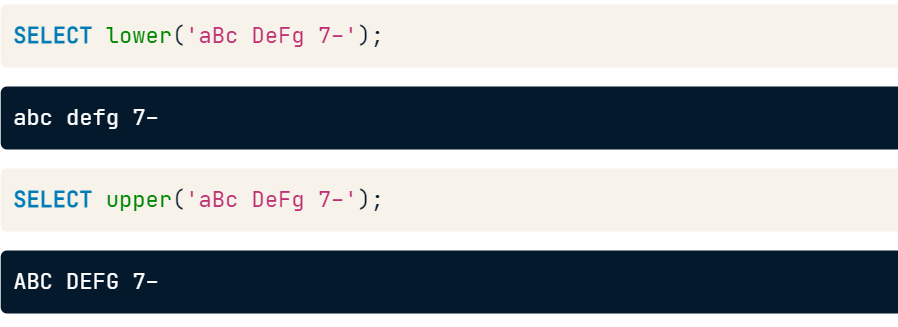 SELECT lower('aBc DeFg 7-');
abc defg 7-
SELECT upper('aBc DeFg 7-');
ABC DEFG 7-